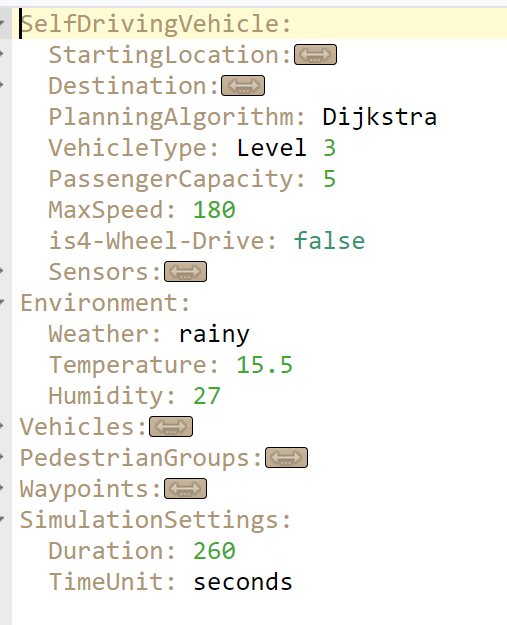 SelfDrivingVehicle:
StartingLocation:
Destination:
PlanningAlgorithm: Dijkstra
VehicleType: Level 3
PassengerCapacity: 5
MaxSpeed: 180
is4-Wheel-Drive: false
Sensors:
Environment:
Weather: rainy
Temperature: 15.5
Humidity: 27
Vehicles:
PedestrianGroups:
Waypoints:
SimulationSettings:
Duration: 260
TimeUnit: seconds